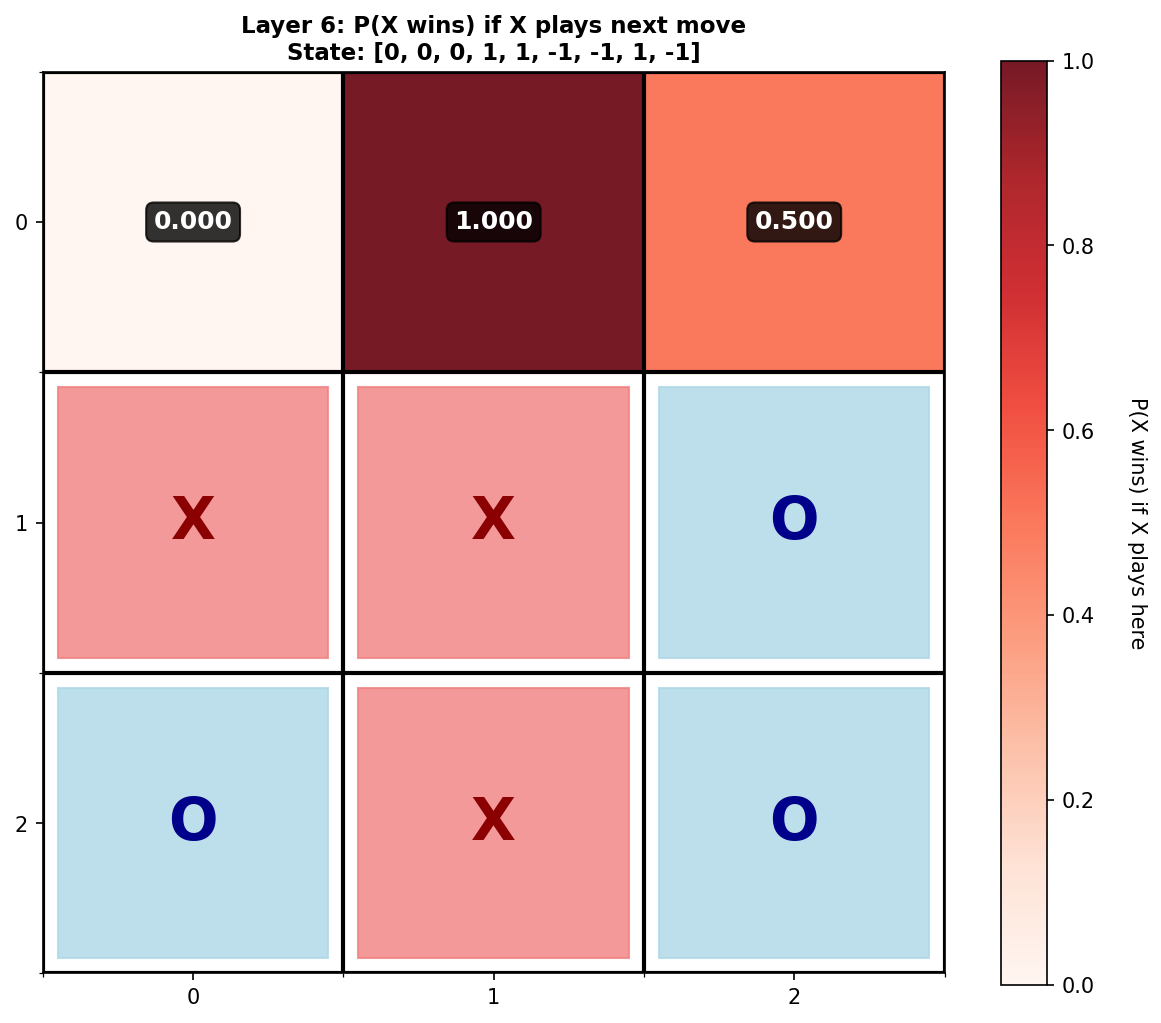 Layer 6: P(X wins) if X plays next move
State: [0, 0, 0, 1, 1, -1, -1, 1, -1]
0.000 1.000 0.500
X X O
O X O
0
1
2
0 1 2
1.0
0.8
0.6
0.4
0.2
0.0
P(X wins) if X plays here